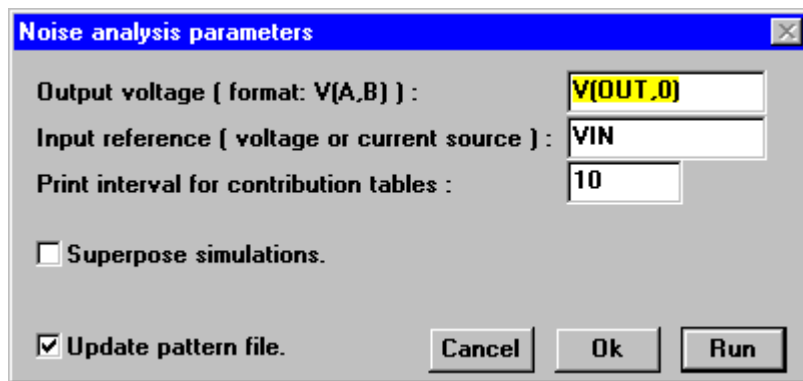 Noise analysis parameters
Output voltage ( format: V(A,B) ) : V(OUT,0)
Input reference ( voltage or current source ) : VIN
Print interval for contribution tables : 10
Superpose simulations.
Update pattern file. Cancel Ok Run